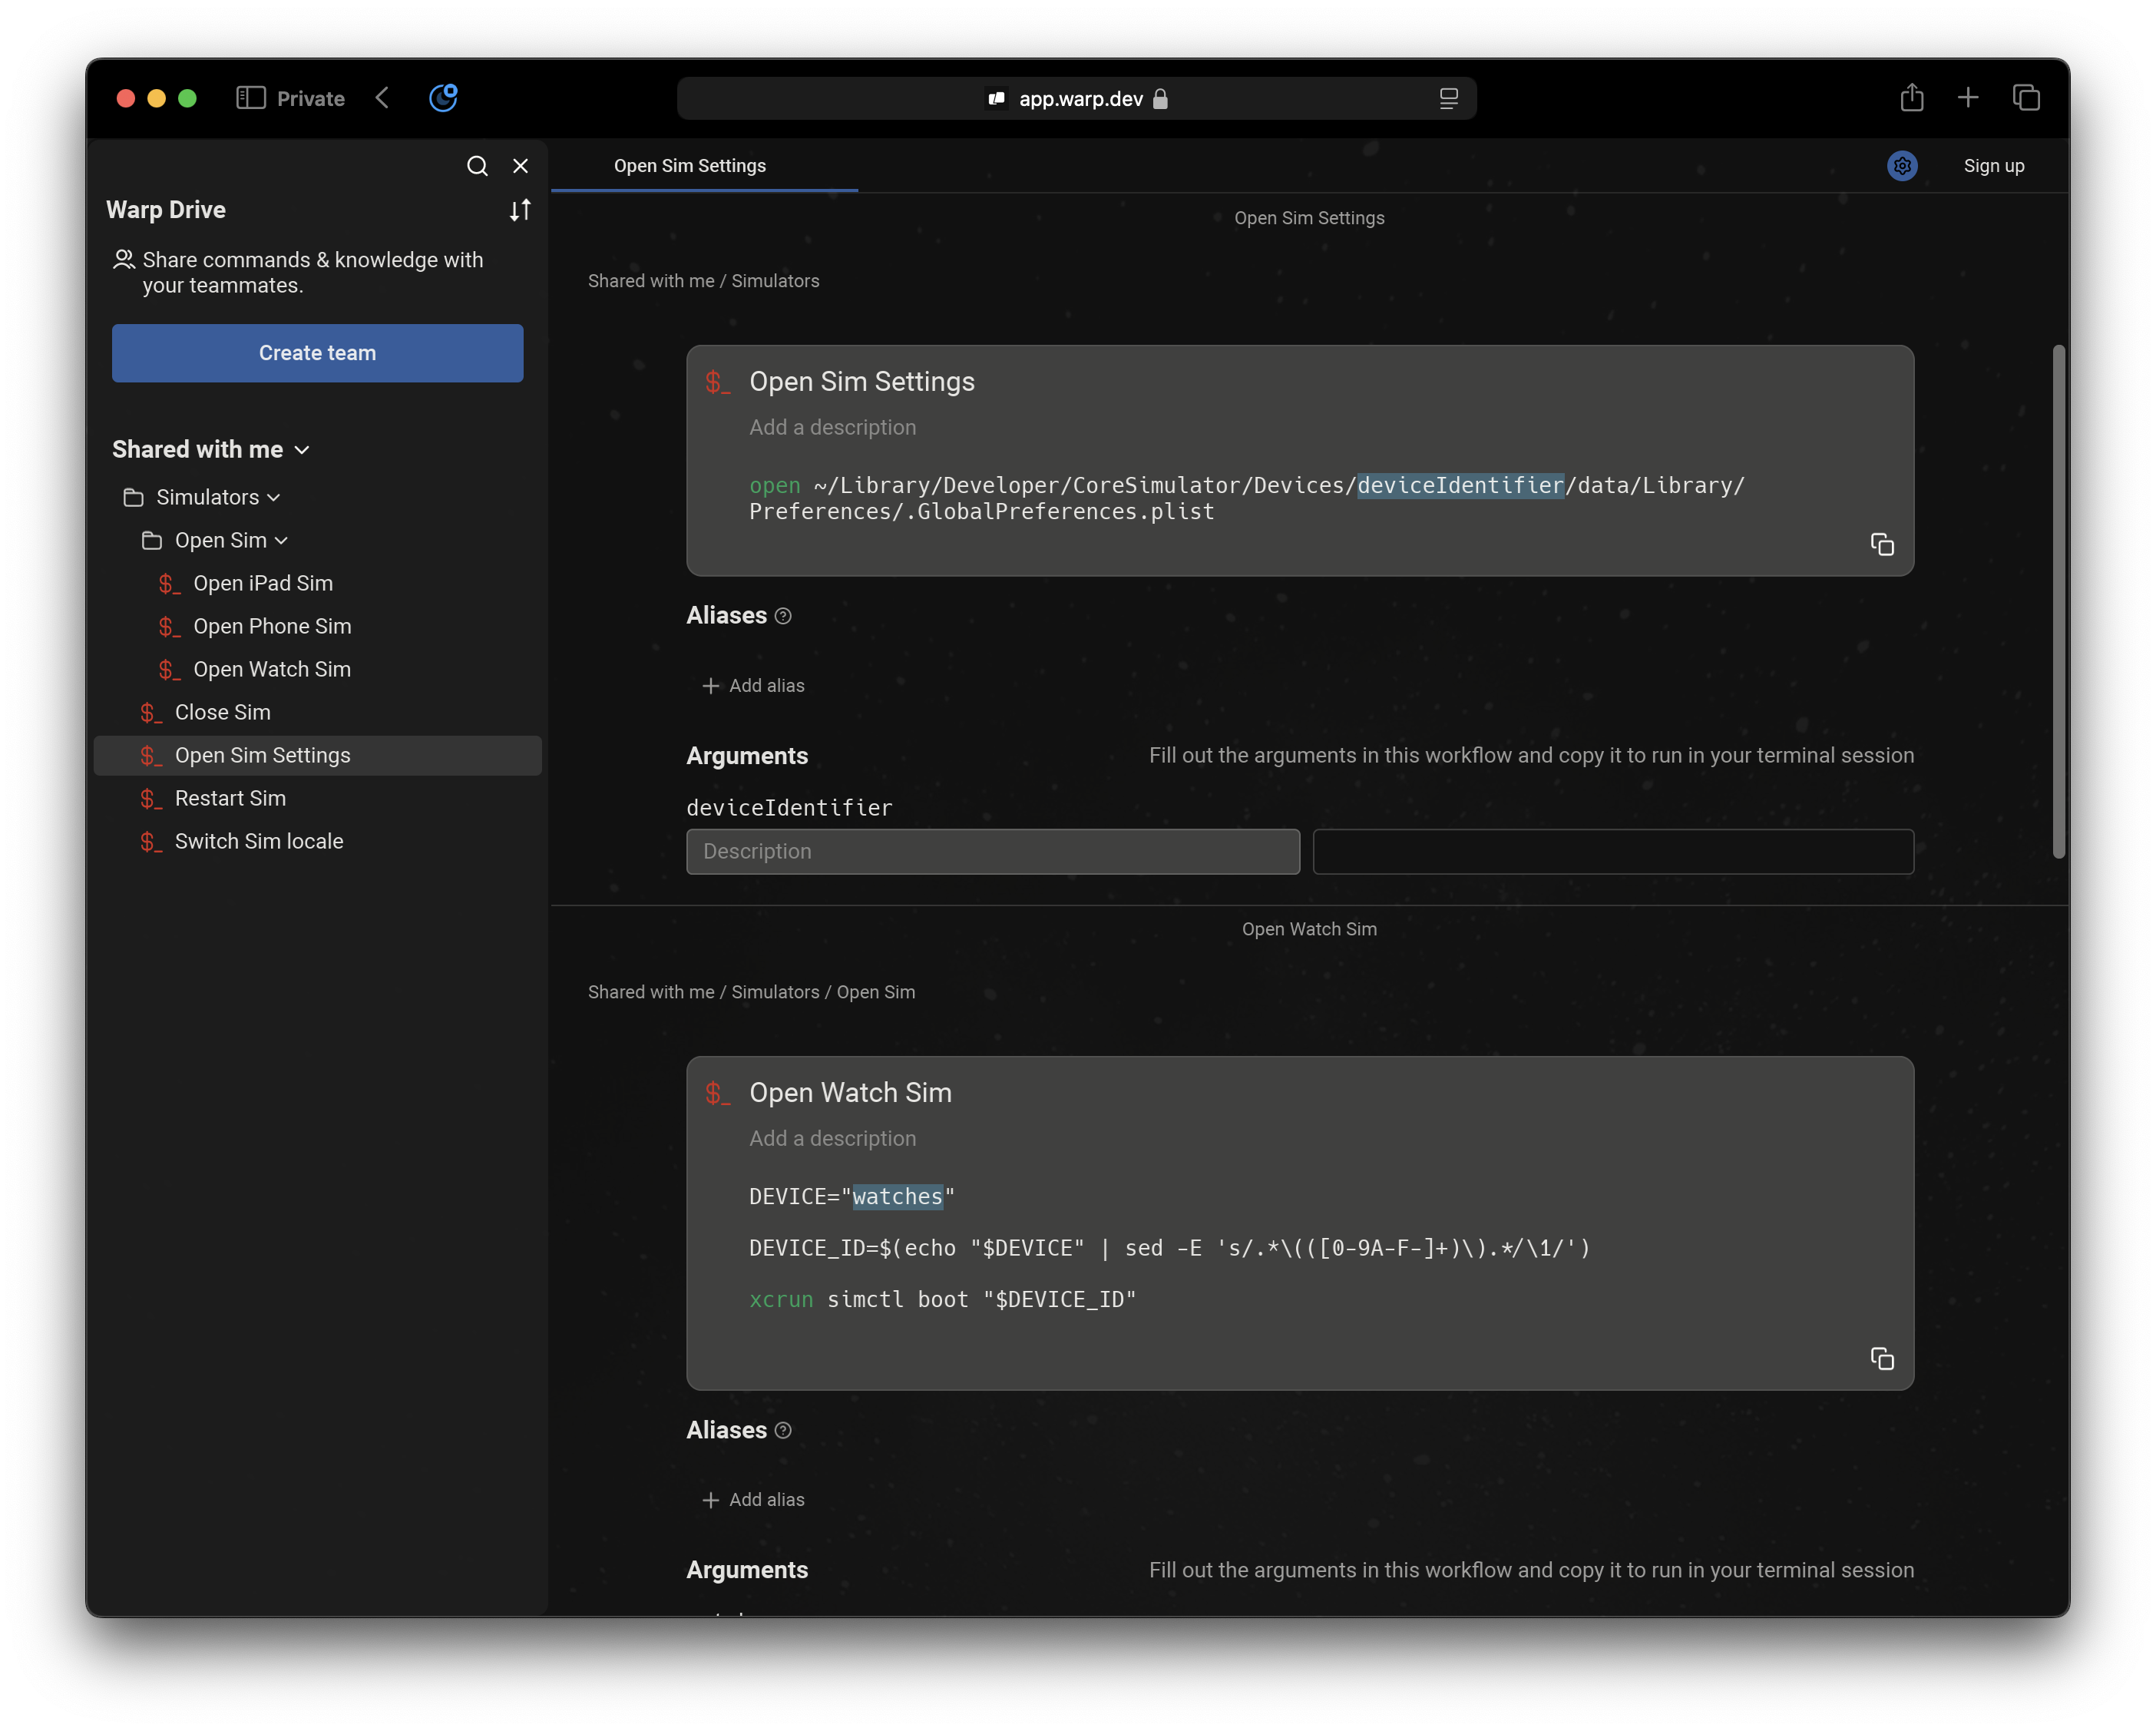 Private
app.warp.dev
Warp Drive
Share commands & knowledge with
your teammates.
Create team
Shared with me
Simulators
Open Sim
$_ Open iPad Sim
$_ Open Phone Sim
$_ Open Watch Sim
$_ Close Sim
$_ Open Sim Settings
$_ Restart Sim
$_ Switch Sim locale
Open Sim Settings
Sign up
Open Sim Settings
Shared with me / Simulators
$_ Open Sim Settings
Add a description
open ~/Library/Developer/CoreSimulator/Devices/deviceIdentifier/data/Library/
Preferences/.GlobalPreferences.plist
Aliases ?
+ Add alias
Arguments
Fill out the arguments in this workflow and copy it to run in your terminal session
deviceIdentifier
Description
Open Watch Sim
Shared with me / Simulators / Open Sim
$_ Open Watch Sim
Add a description
DEVICE="watches"
DEVICE_ID=$(echo "$DEVICE" | sed -E 's/.*\(([0-9A-F-]+)\).*/\1/')
xcrun simctl boot "$DEVICE_ID"
Aliases ?
+ Add alias
Arguments
Fill out the arguments in this workflow and copy it to run in your terminal session